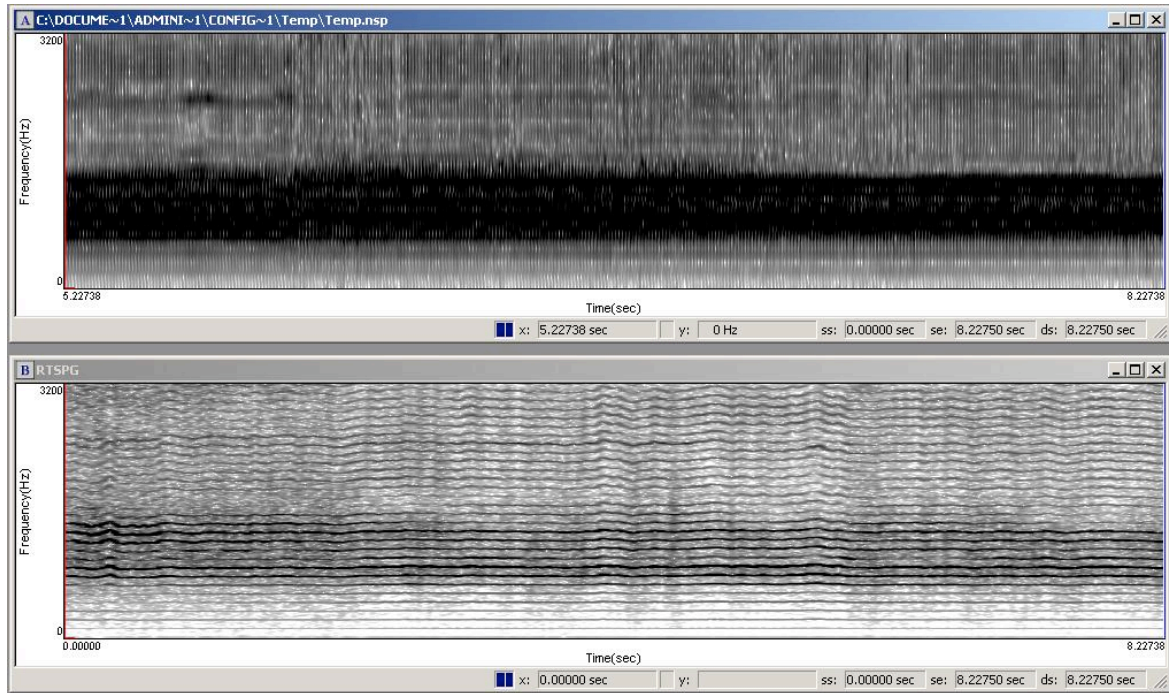 A C:\DOCUME~1\ADMINI~1\CONFIG~1\Temp\Temp.nsp
3200
Frequency(Hz)
0
5.22738 8.22738
Time(sec)
x: 5.22738 sec y: 0 Hz ss: 0.00000 sec se: 8.22750 sec ds: 8.22750 sec
B RTSPG
3200
Frequency(Hz)
0
0.00000 8.22738
Time(sec)
x: 0.00000 sec y: ss: 0.00000 sec se: 8.22750 sec ds: 8.22750 sec